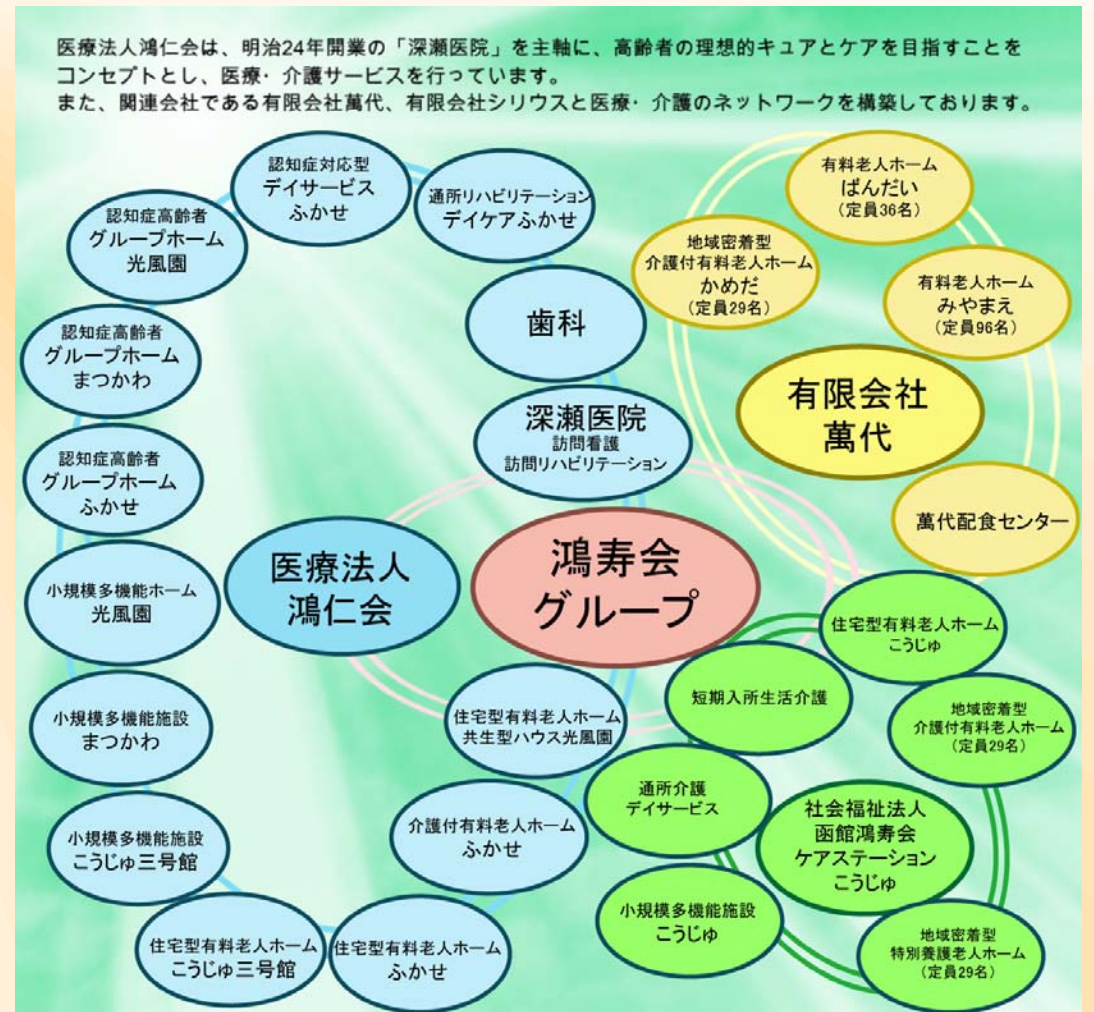 医療法人鴻仁会は、明治24年開業の「深瀬医院」を主軸に、高齢者の理想的キュアとケアを目指すことを
コンセプトとし、医療・介護サービスを行っています。
また、関連会社である有限会社萬代、有限会社シリウスと医療・介護のネットワークを構築しております。
認知症対応型
デイサービス
ふかせ
通所リハビリテーション
デイケアふかせ
認知症高齢者
グループホーム
光風園
歯科
認知症高齢者
グループホーム
まつかわ
深瀬医院
訪問看護
訪問リハビリテーション
認知症高齢者
グループホーム
ふかせ
医療法人
鴻仁会
鴻寿会
グループ
小規模多機能ホーム
光風園
小規模多機能施設
まつかわ
住宅型有料老人ホーム
共生型ハウス光風園
小規模多機能施設
こうじゅ三号館
介護付有料老人ホーム
ふかせ
住宅型有料老人ホーム
こうじゅ三号館
住宅型有料老人ホーム
ふかせ
有料老人ホーム
ばんだい
(定員36名)
地域密着型
介護付有料老人ホーム
かめだ
(定員29名)
有料老人ホーム
みやまえ
(定員96名)
有限会社
萬代
萬代配食センター
住宅型有料老人ホーム
こうじゅ
短期入所生活介護
地域密着型
介護付有料老人ホーム
(定員29名)
通所介護
デイサービス
社会福祉法人
函館鴻寿会
ケアステーション
こうじゅ
小規模多機能施設
こうじゅ
地域密着型
特別養護老人ホーム
(定員29名)